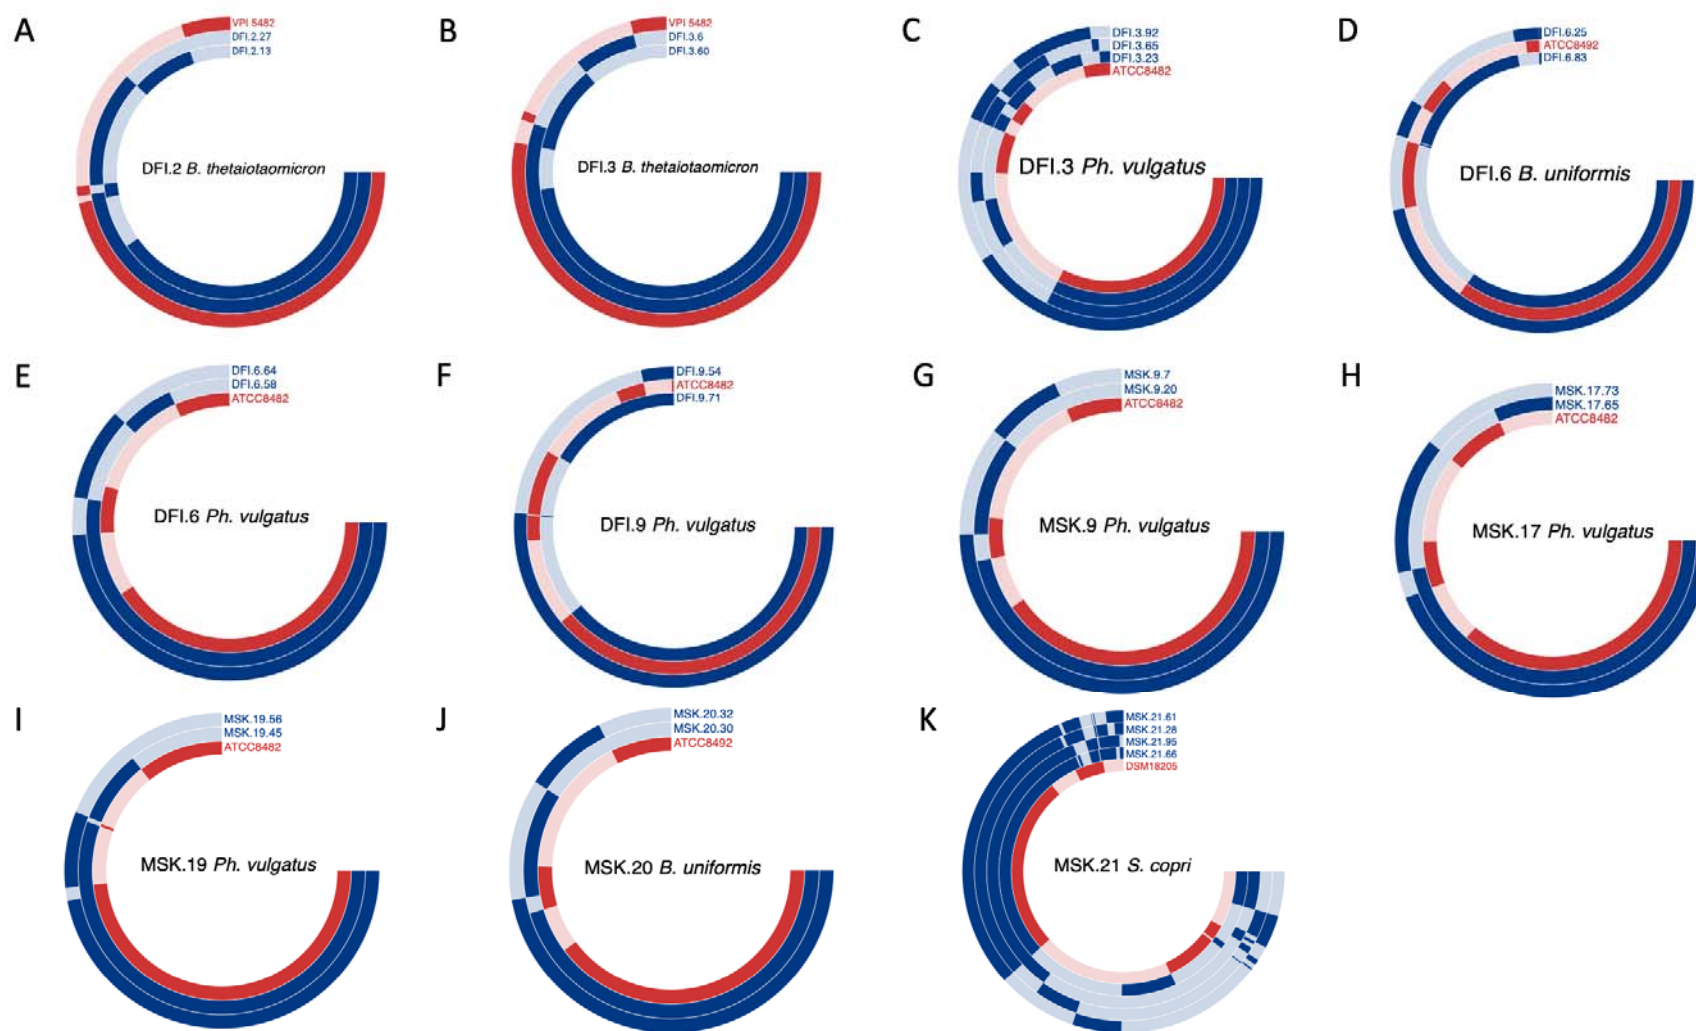 A
VPI 5482
DFI.2.27
DFI.2.13
DFI.2 B. thetaiotaomicron
B
VPI 5482
DFI.3.6
DFI.3.60
DFI.3 B. thetaiotaomicron
C
DFI.3.92
DFI.3.65
DFI.3.23
ATCC8482
DFI.3 Ph. vulgatus
D
DFI.6.25
ATCC8492
DFI.6.83
DFI.6 B. uniformis
E
DFI.6.64
DFI.6.58
ATCC8482
DFI.6 Ph. vulgatus
F
DFI.9.54
ATCC8482
DFI.9.71
DFI.9 Ph. vulgatus
G
MSK.9.7
MSK.9.20
ATCC8482
MSK.9 Ph. vulgatus
H
MSK.17.73
MSK.17.65
ATCC8482
MSK.17 Ph. vulgatus
I
MSK.19.56
MSK.19.45
ATCC8482
MSK.19 Ph. vulgatus
J
MSK.20.32
MSK.20.30
ATCC8492
MSK.20 B. uniformis
K
MSK.21.61
MSK.21.28
MSK.21.95
MSK.21.66
DSM18205
MSK.21 S. copri